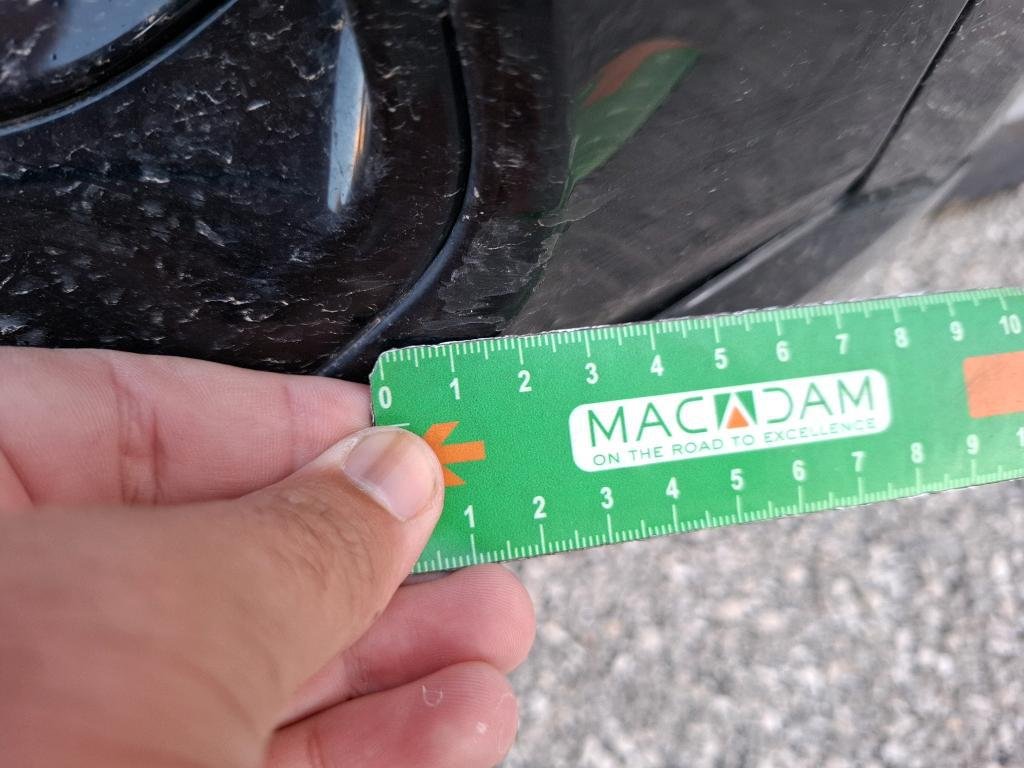 0 1 2 3 4 5 6 7 8 9 10
MACADAM
ON THE ROAD TO EXCELLENCE
1 2 3 4 5 6 7 8 9